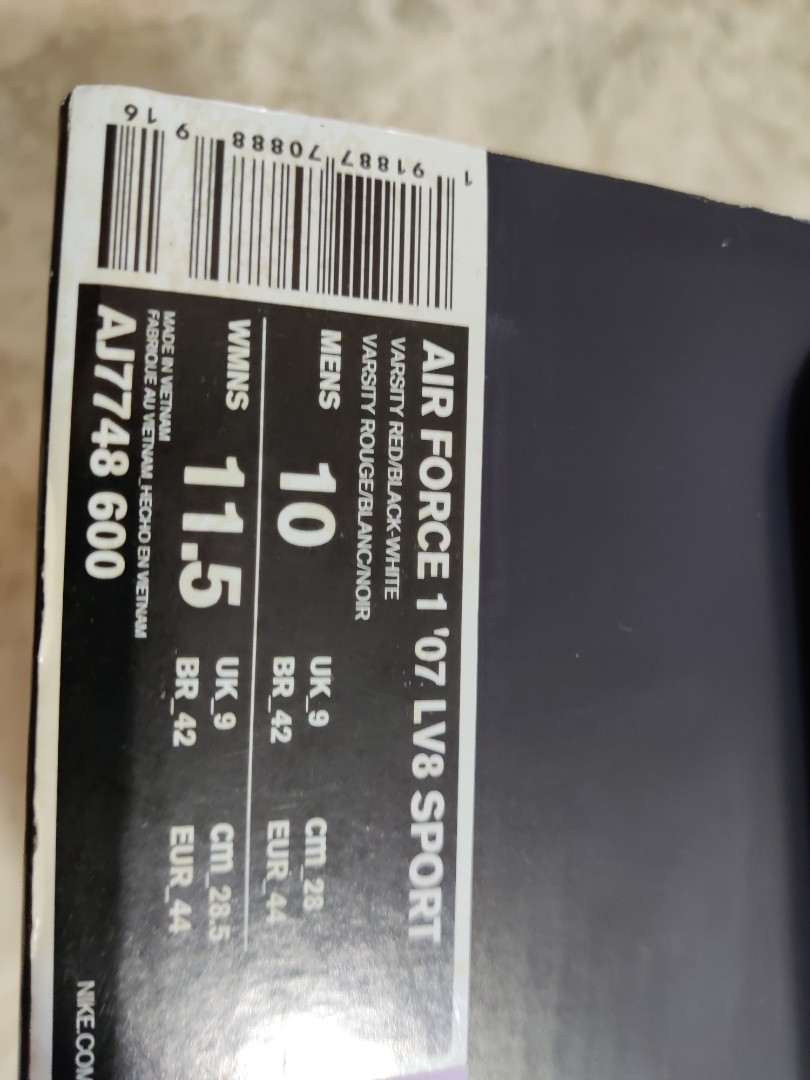 1 91887 70888 9 16
AIR FORCE 1 '07 LV8 SPORT
VARSITY RED/BLACK-WHITE
VARSITY ROUGE/BLANC/NOIR
MENS 10 UK_9 cm_28
BR_42 EUR_44
WMNS 11.5 UK_9 cm_28.5
BR_42 EUR_44
MADE IN VIETNAM
FABRIQUE AU VIETNAM_HECHO EN VIETNAM
AJ7748 600
NIKE.COM